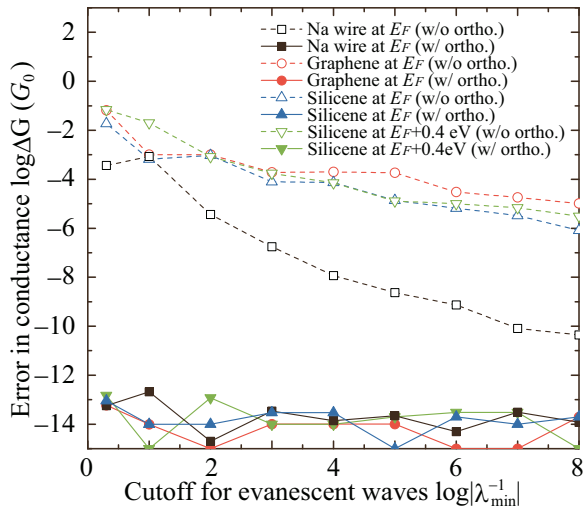 Na wire at EF (w/o ortho.)
Na wire at EF (w/ ortho.)
Graphene at EF (w/o ortho.)
Graphene at EF (w/ ortho.)
Silicene at EF (w/o ortho.)
Silicene at EF (w/ ortho.)
Silicene at EF+0.4 eV (w/o ortho.)
Silicene at EF+0.4eV (w/ ortho.)
Error in conductance logΔG (G0)
2
0
−2
−4
−6
−8
−10
−12
−14
0 2 4 6 8
Cutoff for evanescent waves log|λ−1min|